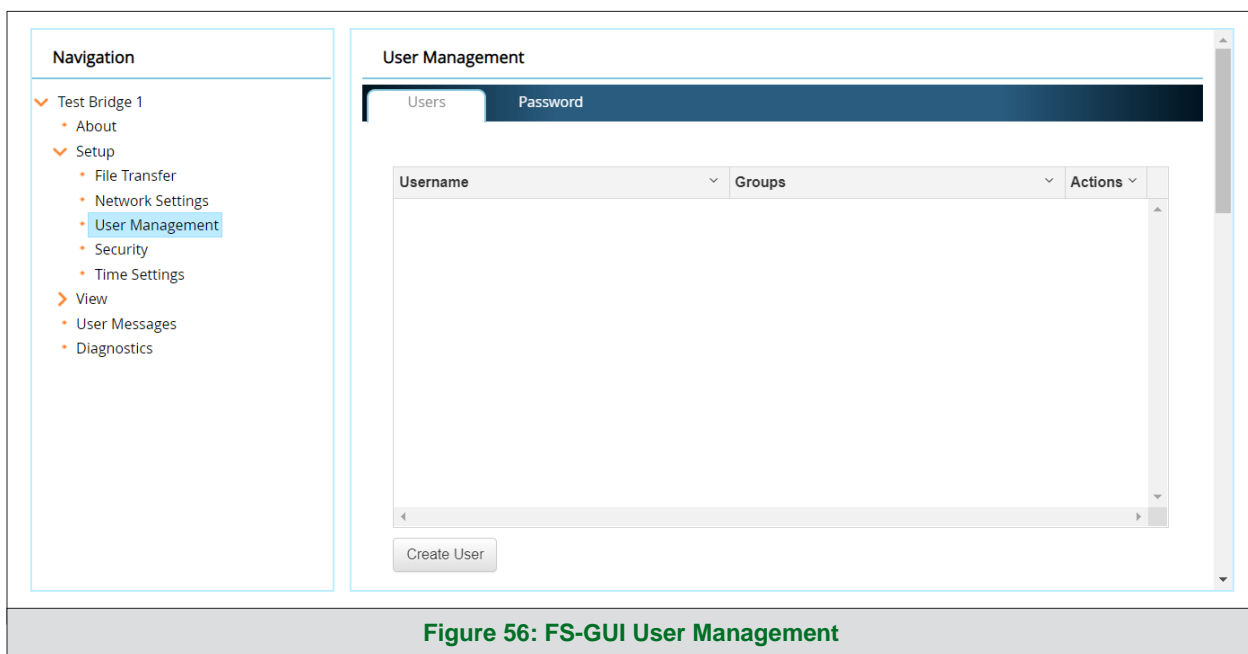 Navigation
Test Bridge 1
About
Setup
File Transfer
Network Settings
User Management
Security
Time Settings
View
User Messages
Diagnostics
User Management
Users Password
Username Groups Actions
Create User
Figure 56: FS-GUI User Management